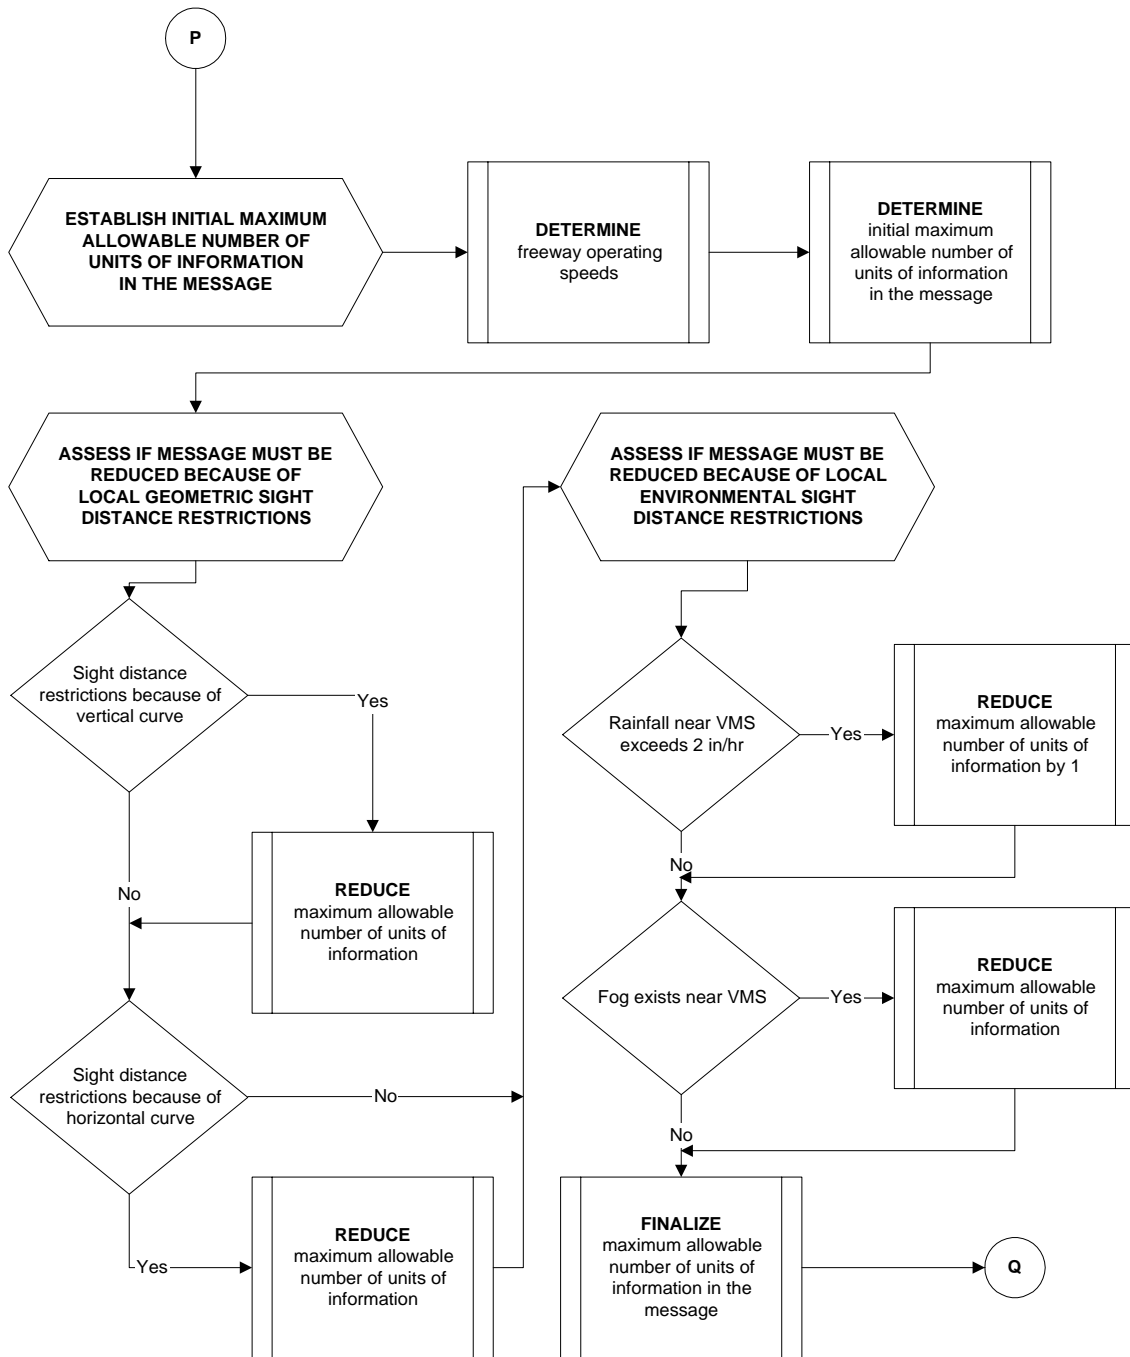 P
ESTABLISH INITIAL MAXIMUM
ALLOWABLE NUMBER OF
UNITS OF INFORMATION
IN THE MESSAGE
DETERMINE
freeway operating
speeds
DETERMINE
initial maximum
allowable number of
units of information
in the message
ASSESS IF MESSAGE MUST BE
REDUCED BECAUSE OF
LOCAL GEOMETRIC SIGHT
DISTANCE RESTRICTIONS
ASSESS IF MESSAGE MUST BE
REDUCED BECAUSE OF LOCAL
ENVIRONMENTAL SIGHT
DISTANCE RESTRICTIONS
Sight distance
restrictions because of
vertical curve
Yes
No
REDUCE
maximum allowable
number of units of
information
Sight distance
restrictions because of
horizontal curve
No
Yes
REDUCE
maximum allowable
number of units of
information
Rainfall near VMS
exceeds 2 in/hr
Yes
REDUCE
maximum allowable
number of units of
information by 1
No
Fog exists near VMS
Yes
REDUCE
maximum allowable
number of units of
information
No
FINALIZE
maximum allowable
number of units of
information in the
message
Q